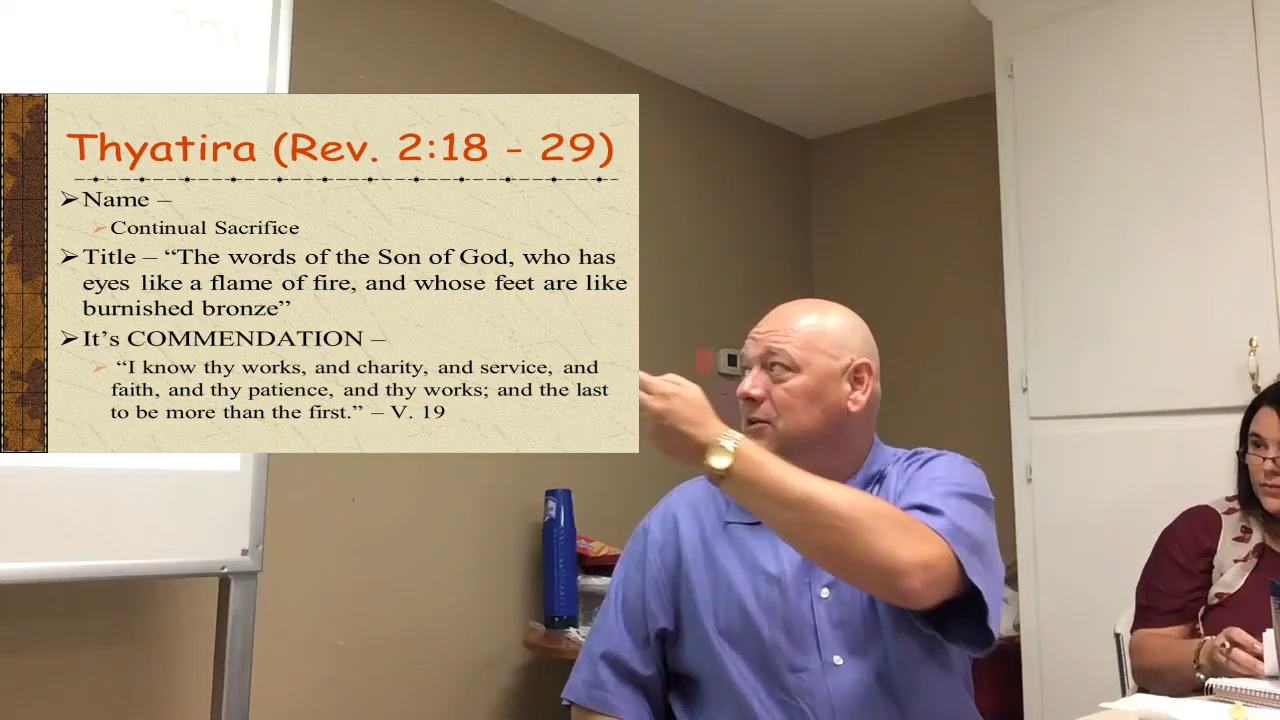 Thyatira (Rev. 2:18 - 29)
Name –
Continual Sacrifice
Title – “The words of the Son of God, who has
eyes like a flame of fire, and whose feet are like
burnished bronze”
It’s COMMENDATION –
“I know thy works, and charity, and service, and
faith, and thy patience, and thy works; and the last
to be more than the first.” – V. 19